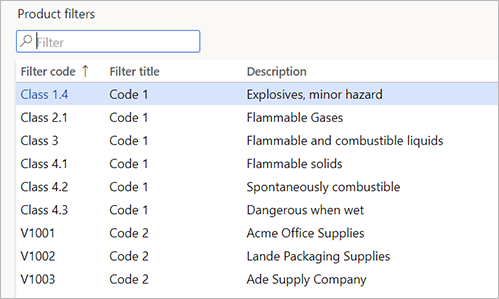 Product filters
Filter
Filter code ↑ Filter title Description
Class 1.4 Code 1 Explosives, minor hazard
Class 2.1 Code 1 Flammable Gases
Class 3 Code 1 Flammable and combustible liquids
Class 4.1 Code 1 Flammable solids
Class 4.2 Code 1 Spontaneously combustible
Class 4.3 Code 1 Dangerous when wet
V1001 Code 2 Acme Office Supplies
V1002 Code 2 Lande Packaging Supplies
V1003 Code 2 Ade Supply Company